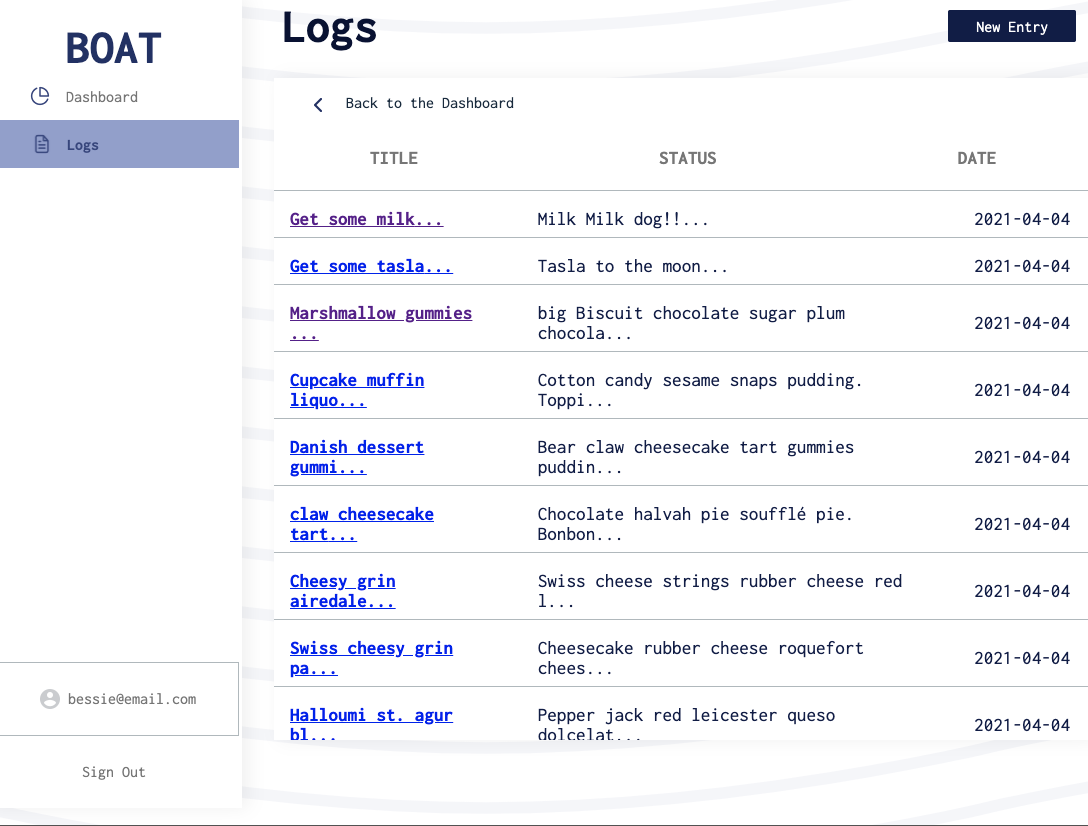 BOAT
Dashboard
Logs
bessie@email.com
Sign Out
Logs
New Entry
Back to the Dashboard
TITLE STATUS DATE
Get some milk... Milk Milk dog!!... 2021-04-04
Get some tasla... Tasla to the moon... 2021-04-04
Marshmallow gummies
...
big Biscuit chocolate sugar plum
chocola...
2021-04-04
Cupcake muffin
liquo...
Cotton candy sesame snaps pudding.
Toppi...
2021-04-04
Danish dessert
gummi...
Bear claw cheesecake tart gummies
puddin...
2021-04-04
claw cheesecake
tart...
Chocolate halvah pie soufflé pie.
Bonbon...
2021-04-04
Cheesy grin
airedale...
Swiss cheese strings rubber cheese red
l...
2021-04-04
Swiss cheesy grin
pa...
Cheesecake rubber cheese roquefort
chees...
2021-04-04
Halloumi st. agur
bl...
Pepper jack red leicester queso
dolcelat...
2021-04-04